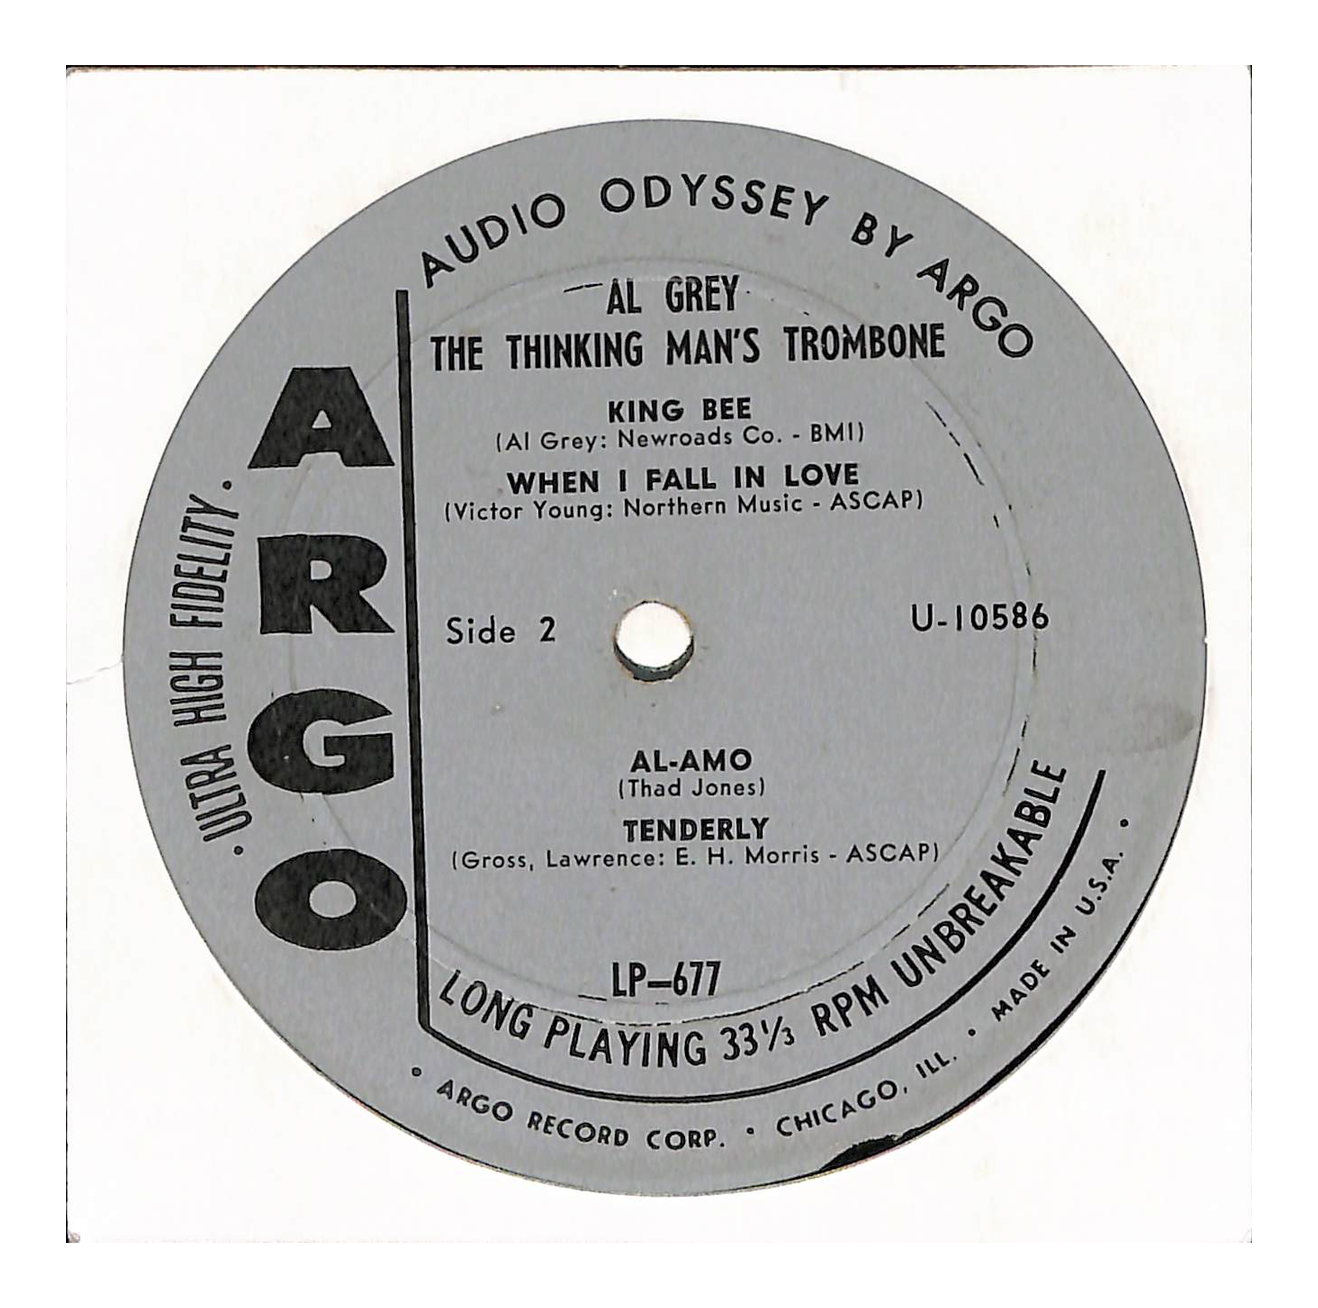 AUDIO ODYSSEY BY ARGO
AL GREY
THE THINKING MAN'S TROMBONE
KING BEE
(Al Grey: Newroads Co. - BMI)
WHEN I FALL IN LOVE
(Victor Young: Northern Music - ASCAP)
Side 2
U-10586
AL-AMO
(Thad Jones)
TENDERLY
(Gross, Lawrence: E. H. Morris - ASCAP)
LP-677
LONG PLAYING 33⅓ RPM UNBREAKABLE
ARGO
• ULTRA HIGH FIDELITY •
• ARGO RECORD CORP. • CHICAGO, ILL. • MADE IN U.S.A. •